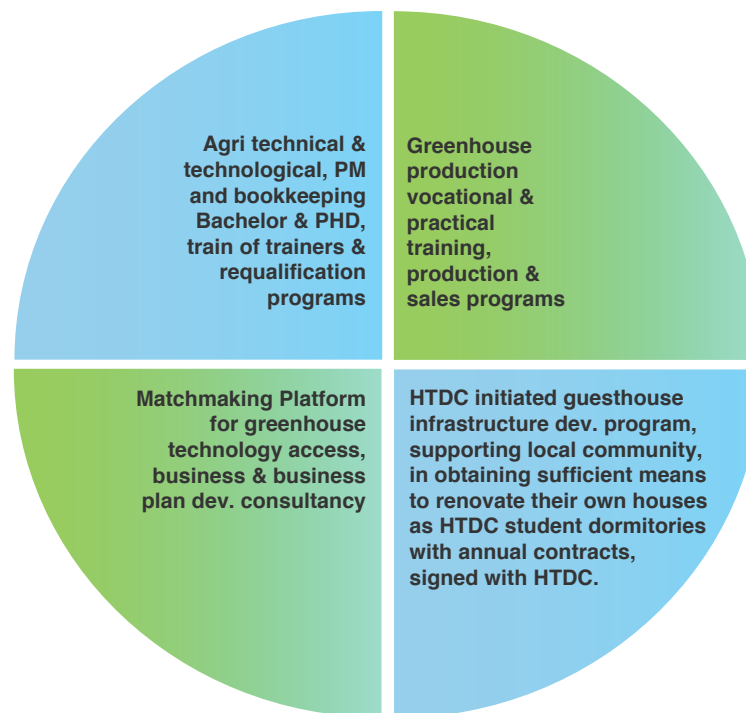 Agri technical &
technological, PM
and bookkeeping
Bachelor & PHD,
train of trainers &
requalification
programs
Greenhouse
production
vocational &
practical
training,
production &
sales programs
Matchmaking Platform
for greenhouse
technology access,
business & business
plan dev. consultancy
HTDC initiated guesthouse
infrastructure dev. program,
supporting local community,
in obtaining sufficient means
to renovate their own houses
as HTDC student dormitories
with annual contracts,
signed with HTDC.